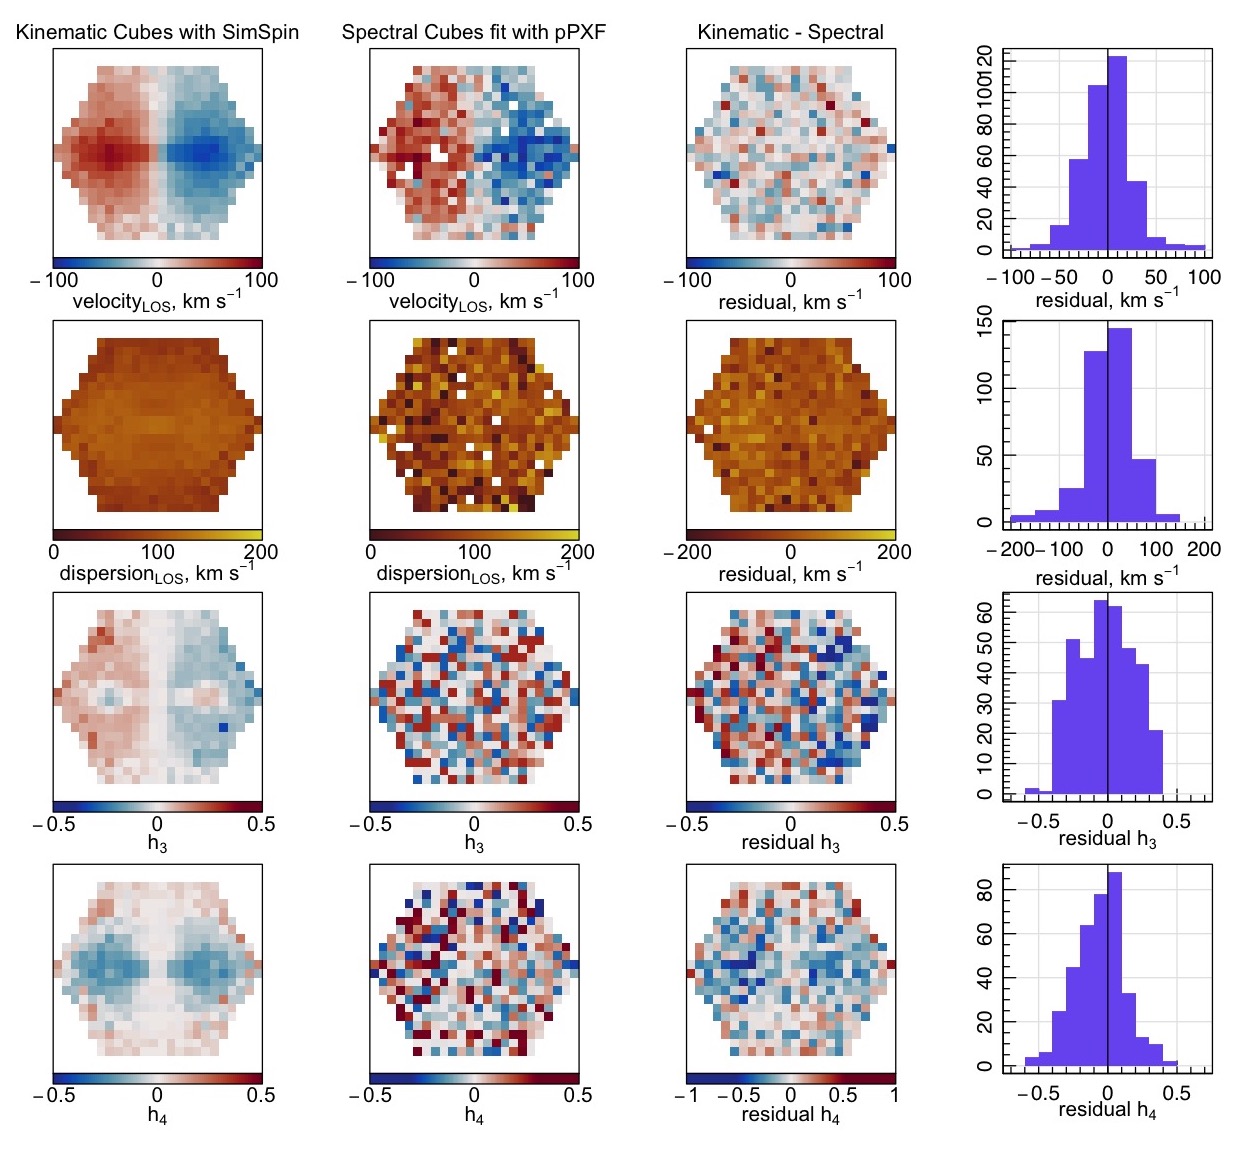 Kinematic Cubes with SimSpin
Spectral Cubes fit with pPXF
Kinematic - Spectral
−100 0 100
velocityLOS, km s−1
−100 0 100
velocityLOS, km s−1
−100 0 100
residual, km s−1
0 20 40 60 80 100 120
−100 −50 0 50 100
residual, km s−1
0 100 200
dispersionLOS, km s−1
0 100 200
dispersionLOS, km s−1
−200 0 200
residual, km s−1
0 50 100 150
−200 −100 0 100 200
residual, km s−1
−0.5 0 0.5
h3
−0.5 0 0.5
h3
−0.5 0 0.5
residual h3
0 10 20 30 40 50 60
−0.5 0 0.5
residual h3
−0.5 0 0.5
h4
−0.5 0 0.5
h4
−1 −0.5 0 0.5 1
residual h4
0 20 40 60 80
−0.5 0 0.5
residual h4